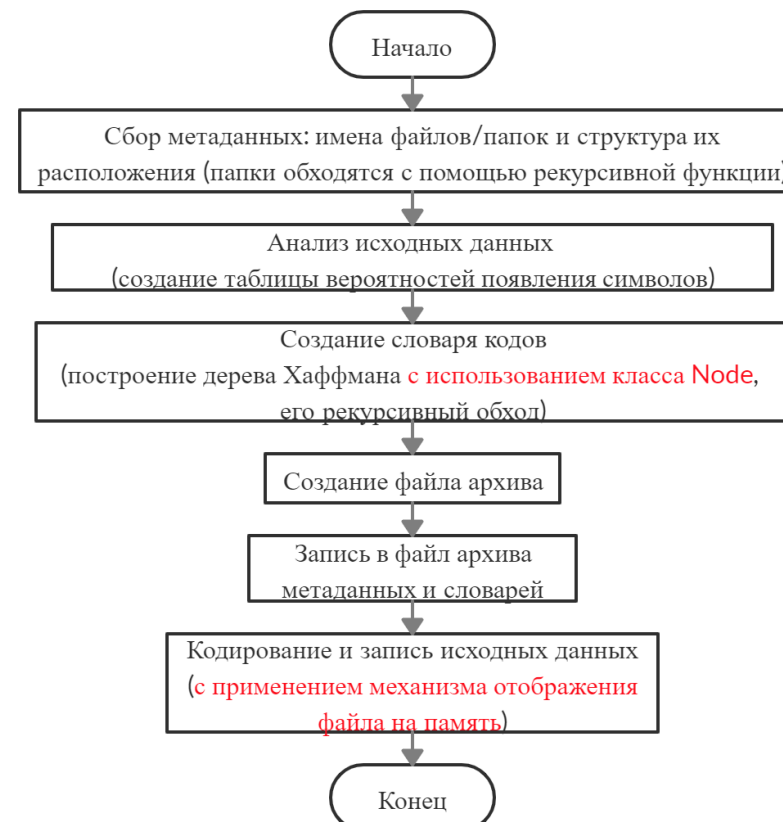 Начало
Сбор метаданных: имена файлов/папок и структура их
расположения (папки обходятся с помощью рекурсивной функции)
Анализ исходных данных
(создание таблицы вероятностей появления символов)
Создание словаря кодов
(построение дерева Хаффмана с использованием класса Node,
его рекурсивный обход)
Создание файла архива
Запись в файл архива
метаданных и словарей
Кодирование и запись исходных данных
(с применением механизма отображения
файла на память)
Конец